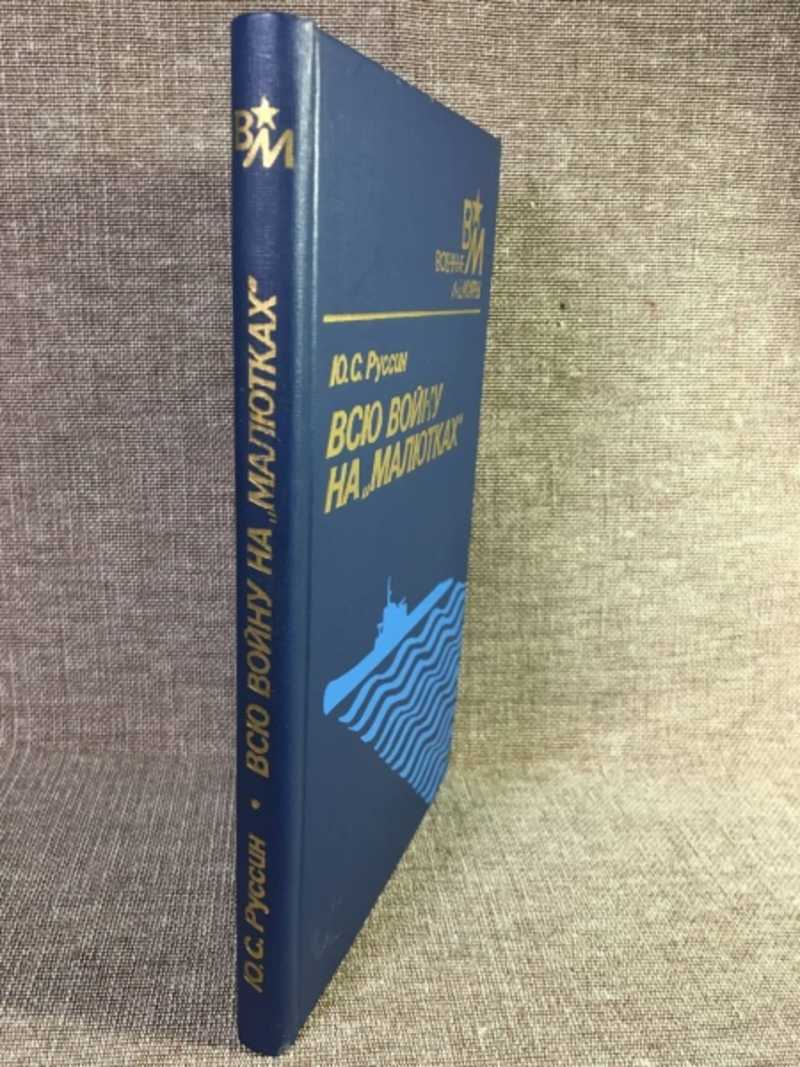 ВМ
Ю.С. Руссин • ВСЮ ВОЙНУ НА „МАЛЮТКАХ“
ВМ
ВОЕННЫЕ
МЕМУАРЫ
Ю.С. Руссин
ВСЮ ВОЙНУ
НА „МАЛЮТКАХ“